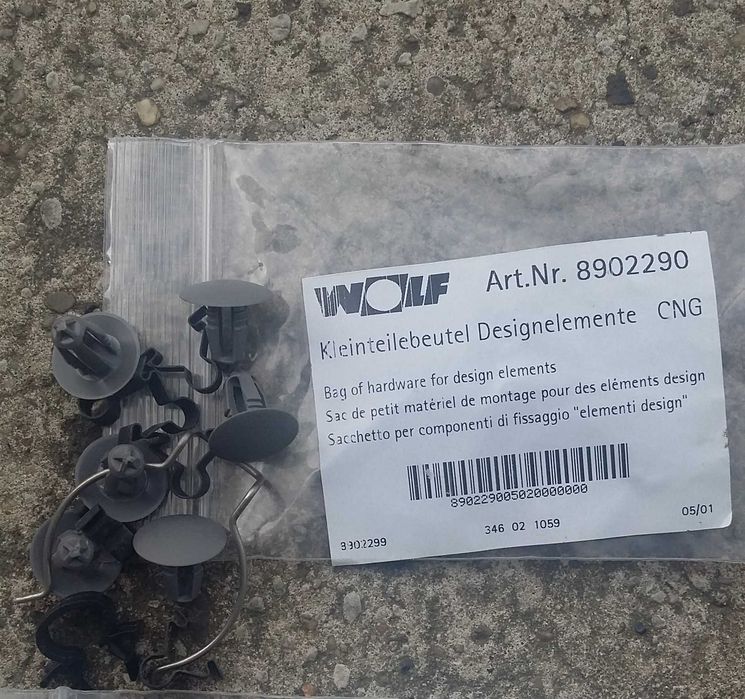 WOLF Art.Nr. 8902290
Kleinteilebeutel Designelemente CNG
Bag of hardware for design elements
Sac de petit matériel de montage pour des eléments design
Sacchetto per componenti di fissaggio "elementi design"
890229005020000000
8902299 346 02 1059 05/01